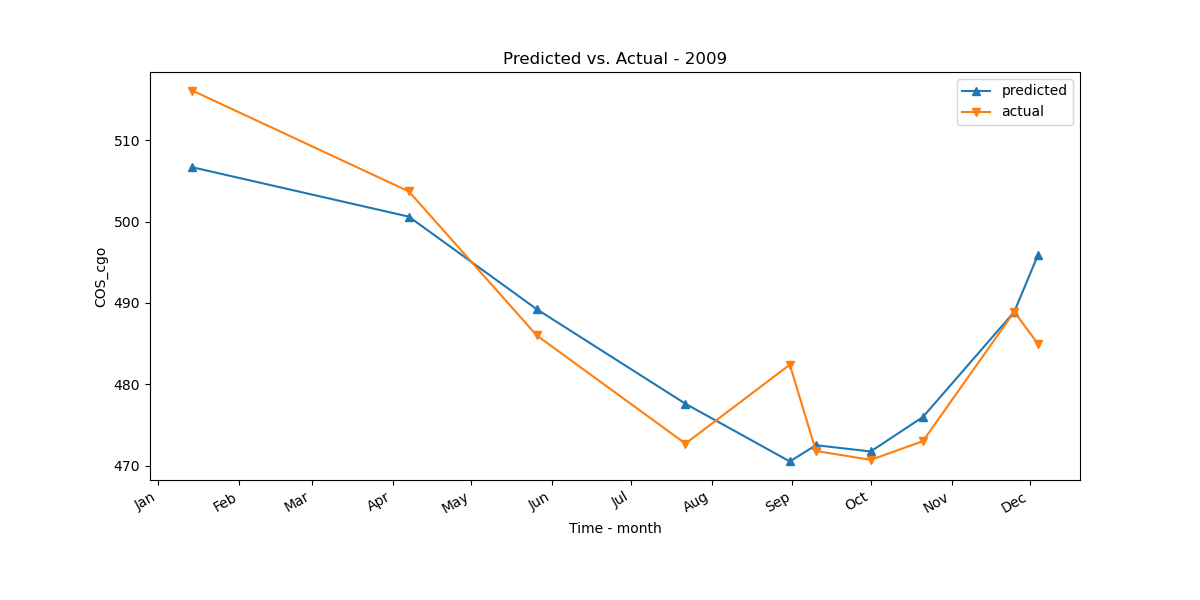 Predicted vs. Actual - 2009
predicted
actual
510
500
490
480
470
COS_cgo
Jan
Feb
Mar
Apr
May
Jun
Jul
Aug
Sep
Oct
Nov
Dec
Time - month